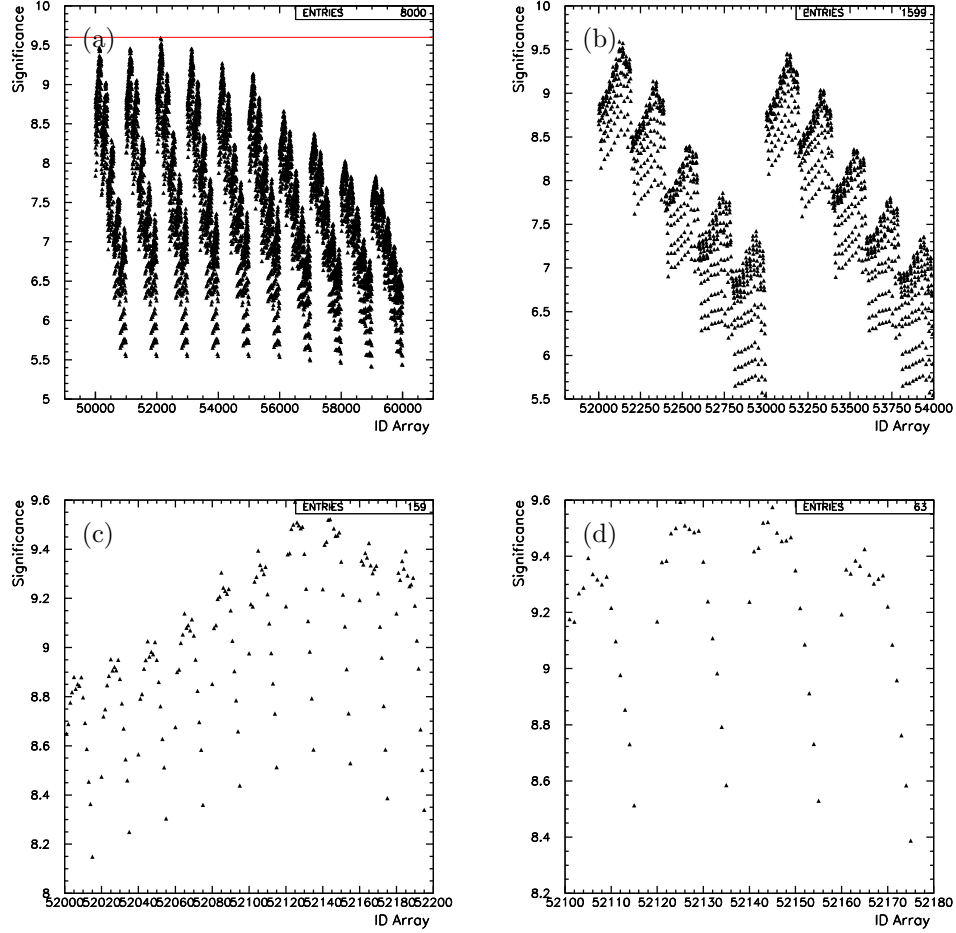 (a)
ENTRIES 8000
Significance
10
9.5
9
8.5
8
7.5
7
6.5
6
5.5
5
50000 52000 54000 56000 58000 60000
ID Array
(b)
ENTRIES 1599
Significance
10
9.5
9
8.5
8
7.5
7
6.5
6
5.5
52000 52250 52500 52750 53000 53250 53500 53750 54000
ID Array
(c)
ENTRIES 159
Significance
9.6
9.4
9.2
9
8.8
8.6
8.4
8.2
8
52000 52020 52040 52060 52080 52100 52120 52140 52160 52180 52200
ID Array
(d)
ENTRIES 63
Significance
9.6
9.4
9.2
9
8.8
8.6
8.4
8.2
52100 52110 52120 52130 52140 52150 52160 52170 52180
ID Array